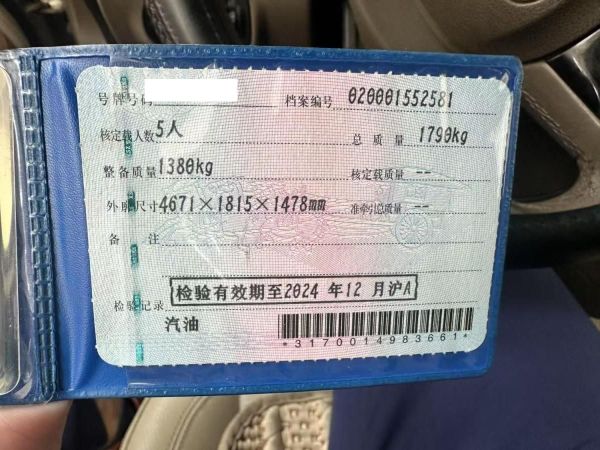 号牌号码 档案编号 020001552581
核定载人数 5人 总质量 1790kg
整备质量 1380kg 核定载质量 --
外廓尺寸 4671×1815×1478mm 准牵引总质量 --
备注
检验记录 检验有效期至2024年12月沪A
汽油
*3170014983661*